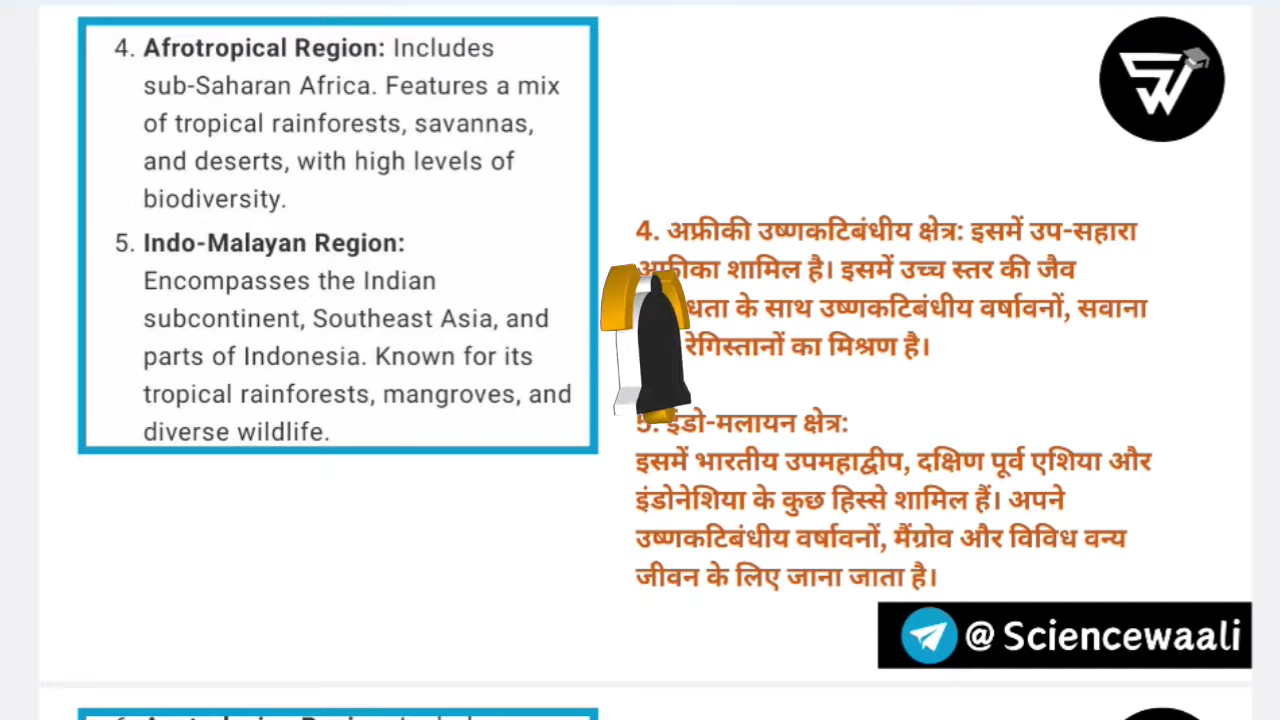 4. Afrotropical Region: Includes
sub-Saharan Africa. Features a mix
of tropical rainforests, savannas,
and deserts, with high levels of
biodiversity.
5. Indo-Malayan Region:
Encompasses the Indian
subcontinent, Southeast Asia, and
parts of Indonesia. Known for its
tropical rainforests, mangroves, and
diverse wildlife.
SW
4. अफ्रीकी उष्णकटिबंधीय क्षेत्र: इसमें उप-सहारा
शामिल है। इसमें उच्च स्तर की जैव
के साथ उष्णकटिबंधीय वर्षावनों, सवाना
रेगिस्तानों का मिश्रण है।
5. इंडो-मलायन क्षेत्र:
इसमें भारतीय उपमहाद्वीप, दक्षिण पूर्व एशिया और
इंडोनेशिया के कुछ हिस्से शामिल हैं। अपने
उष्णकटिबंधीय वर्षावनों, मैंग्रोव और विविध वन्य
जीवन के लिए जाना जाता है।
@ Sciencewaali